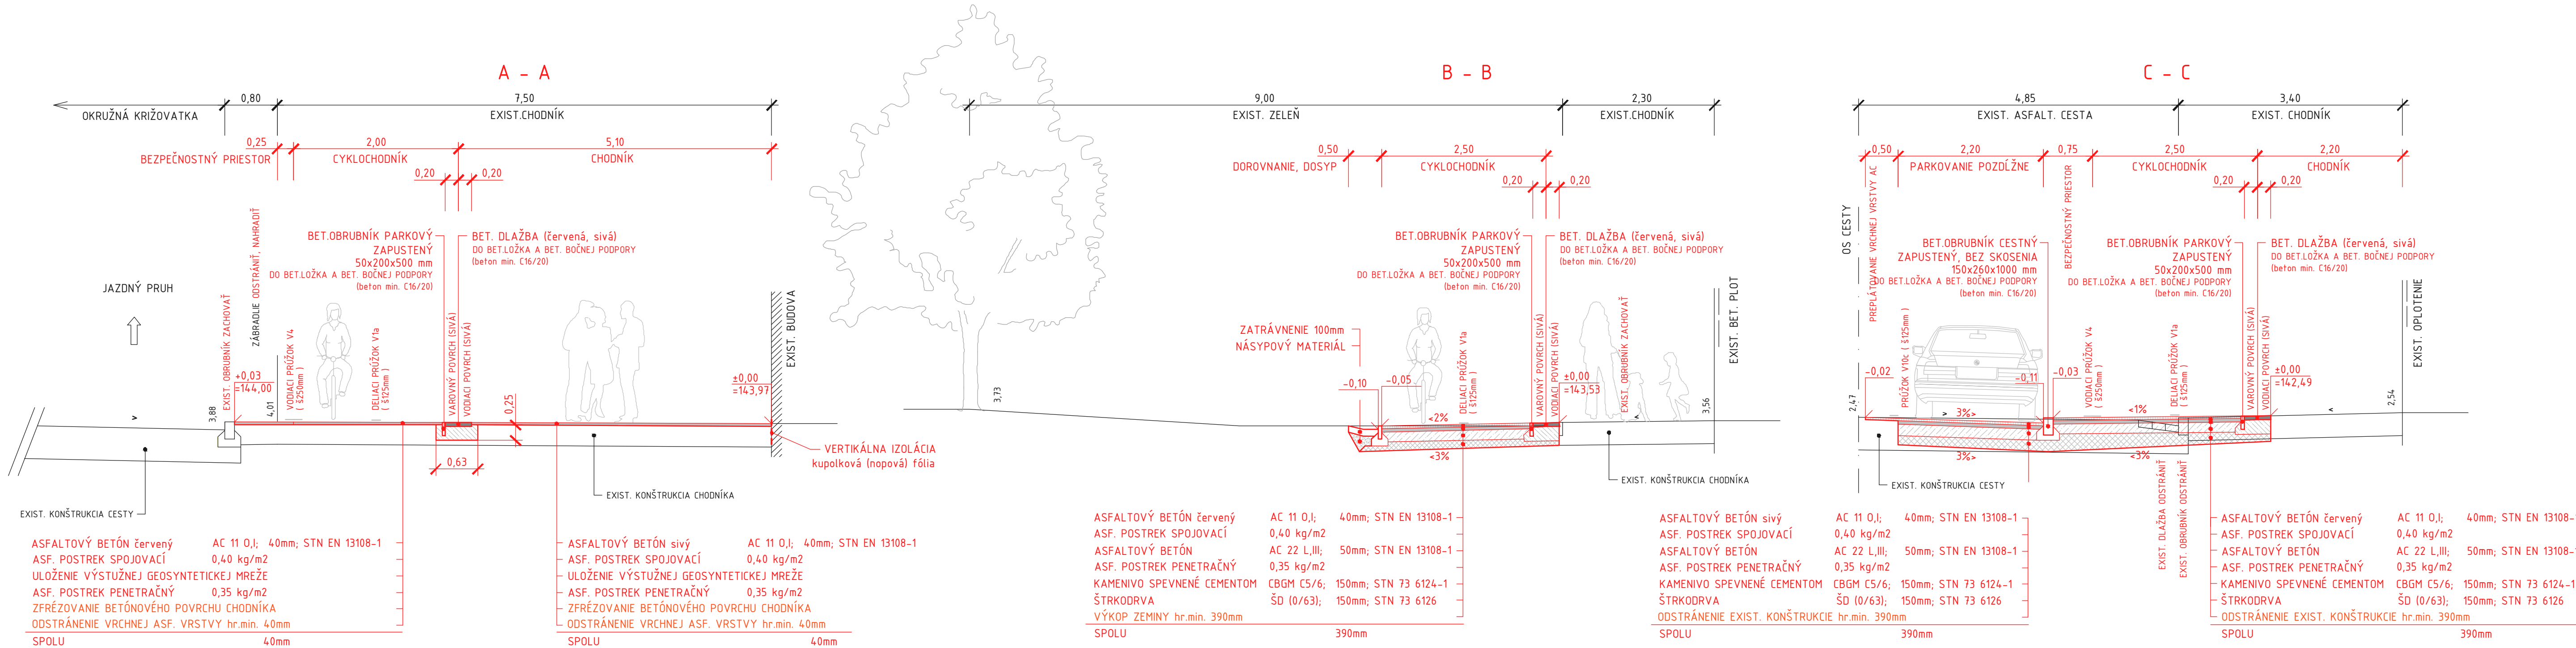 A - A
0,80
7,50
OKRUŽNÁ KRIŽOVATKA
EXIST.CHODNÍK
0,25
2,00
5,10
BEZPEČNOSTNÝ PRIESTOR
CYKLOCHODNÍK
CHODNÍK
0,20
0,20
BET.OBRUBNÍK PARKOVÝ
ZAPUSTENÝ
50x200x500 mm
DO BET.LOŽKA A BET. BOČNEJ PODPORY
(beton min. C16/20)
BET. DLAŽBA (červená, sivá)
DO BET.LOŽKA A BET. BOČNEJ PODPORY
(beton min. C16/20)
JAZDNÝ PRUH
EXIST. OBRUBNÍK ZACHOVAŤ
ZÁBRADLIE ODSTRÁNIŤ, NAHRADIŤ
VODIACI PRÚŽOK V4
( š250mm )
DELIACI PRÚŽOK V1a
( š125mm )
VAROVNÝ POVRCH (SIVÁ)
VODIACI POVRCH (SIVÁ)
EXIST. BUDOVA
+0,03
=144,00
±0,00
=143,97
3,88
4,01
0,25
0,63
VERTIKÁLNA IZOLÁCIA
kupolková (nopová) fólia
EXIST. KONŠTRUKCIA CHODNÍKA
EXIST. KONŠTRUKCIA CESTY
ASFALTOVÝ BETÓN červený AC 11 O,I; 40mm; STN EN 13108-1
ASF. POSTREK SPOJOVACÍ 0,40 kg/m2
ULOŽENIE VÝSTUŽNEJ GEOSYNTETICKEJ MREŽE
ASF. POSTREK PENETRAČNÝ 0,35 kg/m2
ZFRÉZOVANIE BETÓNOVÉHO POVRCHU CHODNÍKA
ODSTRÁNENIE VRCHNEJ ASF. VRSTVY hr.min. 40mm
SPOLU 40mm
ASFALTOVÝ BETÓN sivý AC 11 O,I; 40mm; STN EN 13108-1
ASF. POSTREK SPOJOVACÍ 0,40 kg/m2
ULOŽENIE VÝSTUŽNEJ GEOSYNTETICKEJ MREŽE
ASF. POSTREK PENETRAČNÝ 0,35 kg/m2
ZFRÉZOVANIE BETÓNOVÉHO POVRCHU CHODNÍKA
ODSTRÁNENIE VRCHNEJ ASF. VRSTVY hr.min. 40mm
SPOLU 40mm
B - B
9,00
2,30
EXIST. ZELEŇ
EXIST.CHODNÍK
0,50
2,50
DOROVNANIE, DOSYP
CYKLOCHODNÍK
0,20
0,20
BET.OBRUBNÍK PARKOVÝ
ZAPUSTENÝ
50x200x500 mm
DO BET.LOŽKA A BET. BOČNEJ PODPORY
(beton min. C16/20)
BET. DLAŽBA (červená, sivá)
DO BET.LOŽKA A BET. BOČNEJ PODPORY
(beton min. C16/20)
ZATRÁVNENIE 100mm
NÁSYPOVÝ MATERIÁL
DELIACI PRÚŽOK V1a
( š125mm )
VAROVNÝ POVRCH (SIVÁ)
VODIACI POVRCH (SIVÁ)
EXIST. OBRUBNÍK ZACHOVAŤ
EXIST. BET. PLOT
-0,10
-0,05
±0,00
=143,53
3,73
3,56
<2%
<3%
EXIST. KONŠTRUKCIA CHODNÍKA
ASFALTOVÝ BETÓN červený AC 11 O,I; 40mm; STN EN 13108-1
ASF. POSTREK SPOJOVACÍ 0,40 kg/m2
ASFALTOVÝ BETÓN AC 22 L,III; 50mm; STN EN 13108-1
ASF. POSTREK PENETRAČNÝ 0,35 kg/m2
KAMENIVO SPEVNENÉ CEMENTOM CBGM C5/6; 150mm; STN 73 6124-1
ŠTRKODRVA ŠD (0/63); 150mm; STN 73 6126
VÝKOP ZEMINY hr.min. 390mm
SPOLU 390mm
C - C
4,85
3,40
EXIST. ASFALT. CESTA
EXIST. CHODNÍK
0,50
2,20
0,75
2,50
2,20
PARKOVANIE POZDĹŽNE
CYKLOCHODNÍK
CHODNÍK
0,20
0,20
OS CESTY
PREPLÁTOVANIE VRCHNEJ VRSTVY AC
BEZPEČNOSTNÝ PRIESTOR
BET.OBRUBNÍK CESTNÝ
ZAPUSTENÝ, BEZ SKOSENIA
150x260x1000 mm
DO BET.LOŽKA A BET. BOČNEJ PODPORY
(beton min. C16/20)
BET.OBRUBNÍK PARKOVÝ
ZAPUSTENÝ
50x200x500 mm
DO BET.LOŽKA A BET. BOČNEJ PODPORY
(beton min. C16/20)
BET. DLAŽBA (červená, sivá)
DO BET.LOŽKA A BET. BOČNEJ PODPORY
(beton min. C16/20)
PRÚŽOK V10c ( š125mm )
VODIACI PRÚŽOK V4
( š250mm )
DELIACI PRÚŽOK V1a
( š125mm )
VAROVNÝ POVRCH (SIVÁ)
VODIACI POVRCH (SIVÁ)
EXIST. OPLOTENIE
-0,02
-0,11
-0,03
±0,00
=142,49
2,47
2,54
3%>
<1%
3%>
<3%
EXIST. DLAŽBA ODSTRÁNIŤ
EXIST. OBRUBNÍK ODSTRÁNIŤ
EXIST. KONŠTRUKCIA CESTY
ASFALTOVÝ BETÓN sivý AC 11 O,I; 40mm; STN EN 13108-1
ASF. POSTREK SPOJOVACÍ 0,40 kg/m2
ASFALTOVÝ BETÓN AC 22 L,III; 50mm; STN EN 13108-1
ASF. POSTREK PENETRAČNÝ 0,35 kg/m2
KAMENIVO SPEVNENÉ CEMENTOM CBGM C5/6; 150mm; STN 73 6124-1
ŠTRKODRVA ŠD (0/63); 150mm; STN 73 6126
ODSTRÁNENIE EXIST. KONŠTRUKCIE hr.min. 390mm
SPOLU 390mm
ASFALTOVÝ BETÓN červený AC 11 O,I; 40mm; STN EN 13108-
ASF. POSTREK SPOJOVACÍ 0,40 kg/m2
ASFALTOVÝ BETÓN AC 22 L,III; 50mm; STN EN 13108-
ASF. POSTREK PENETRAČNÝ 0,35 kg/m2
KAMENIVO SPEVNENÉ CEMENTOM CBGM C5/6; 150mm; STN 73 6124-1
ŠTRKODRVA ŠD (0/63); 150mm; STN 73 6126
ODSTRÁNENIE EXIST. KONŠTRUKCIE hr.min. 390mm
SPOLU 390mm